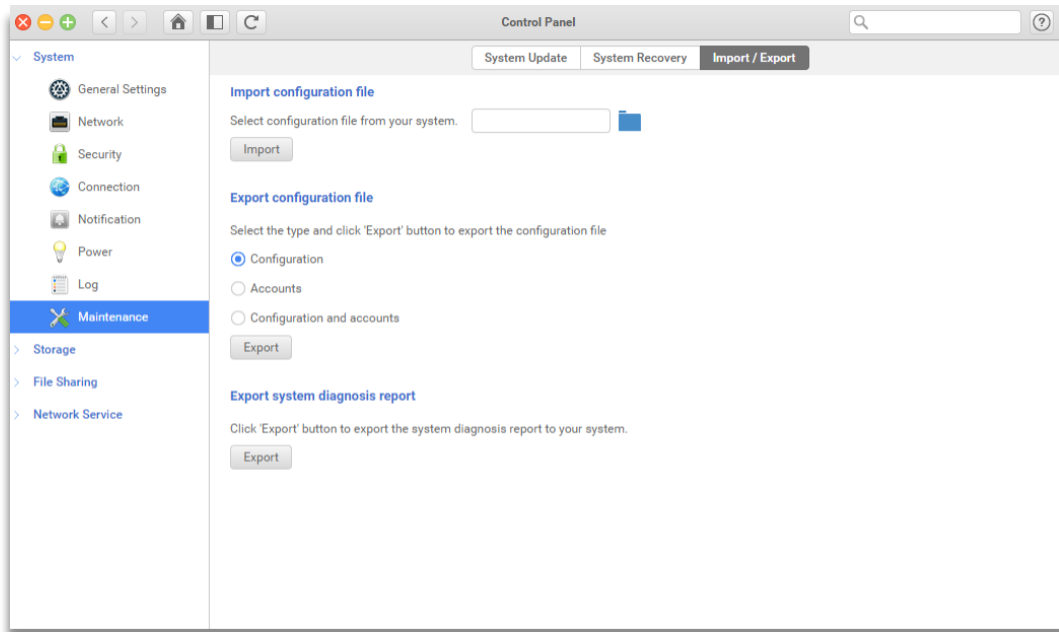 Control Panel
?
System
General Settings
Network
Security
Connection
Notification
Power
Log
Maintenance
Storage
File Sharing
Network Service
System Update
System Recovery
Import / Export
Import configuration file
Select configuration file from your system.
Import
Export configuration file
Select the type and click 'Export' button to export the configuration file
Configuration
Accounts
Configuration and accounts
Export
Export system diagnosis report
Click 'Export' button to export the system diagnosis report to your system.
Export